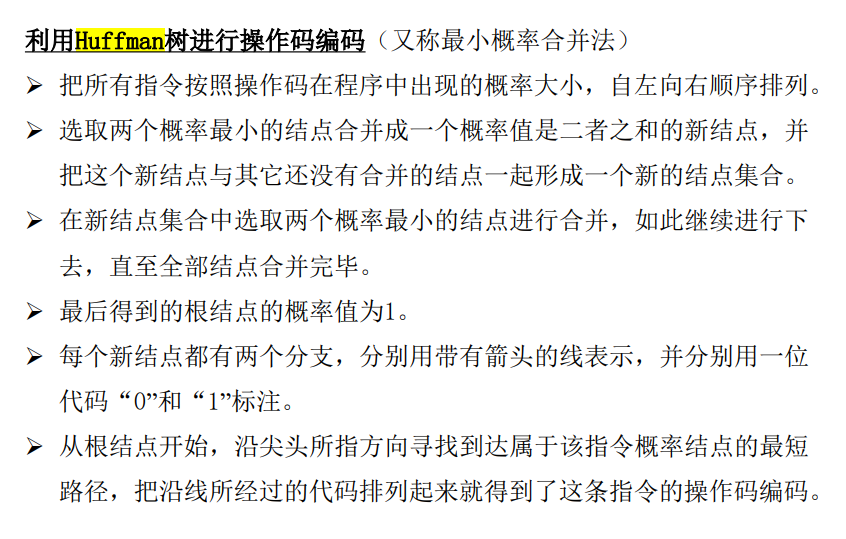 利用Huffman树进行操作码编码（又称最小概率合并法）
➢ 把所有指令按照操作码在程序中出现的概率大小，自左向右顺序排列。
➢ 选取两个概率最小的结点合并成一个概率值是二者之和的新结点，并
把这个新结点与其它还没有合并的结点一起形成一个新的结点集合。
➢ 在新结点集合中选取两个概率最小的结点进行合并，如此继续进行下
去，直至全部结点合并完毕。
➢ 最后得到的根结点的概率值为1。
➢ 每个新结点都有两个分支，分别用带有箭头的线表示，并分别用一位
代码“0”和“1”标注。
➢ 从根结点开始，沿尖头所指方向寻找到达属于该指令概率结点的最短
路径，把沿线所经过的代码排列起来就得到了这条指令的操作码编码。